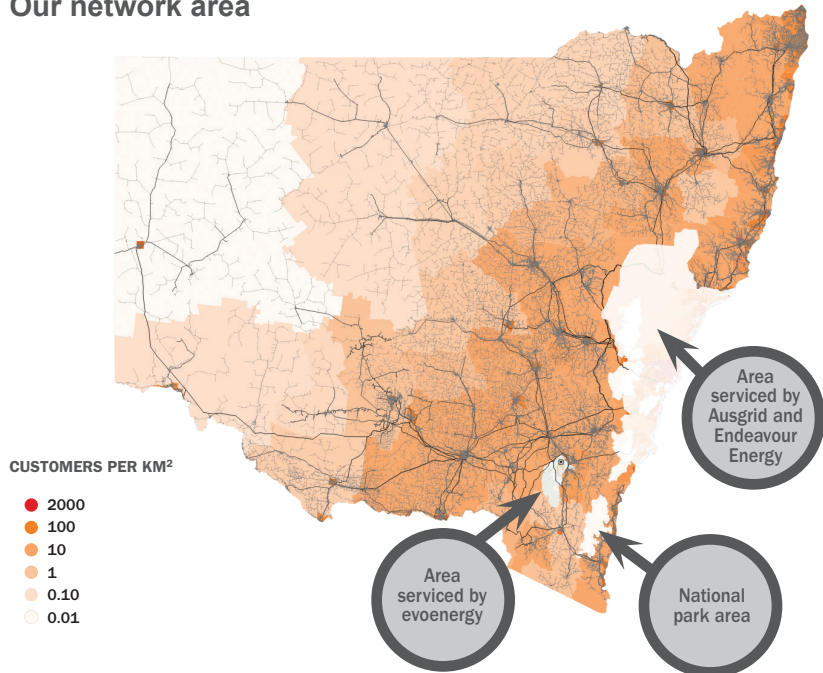 Our network area
Area
serviced by
Ausgrid and
Endeavour
Energy
CUSTOMERS PER KM²
2000
100
10
1
0.10
0.01
Area
serviced by
evoenergy
National
park area